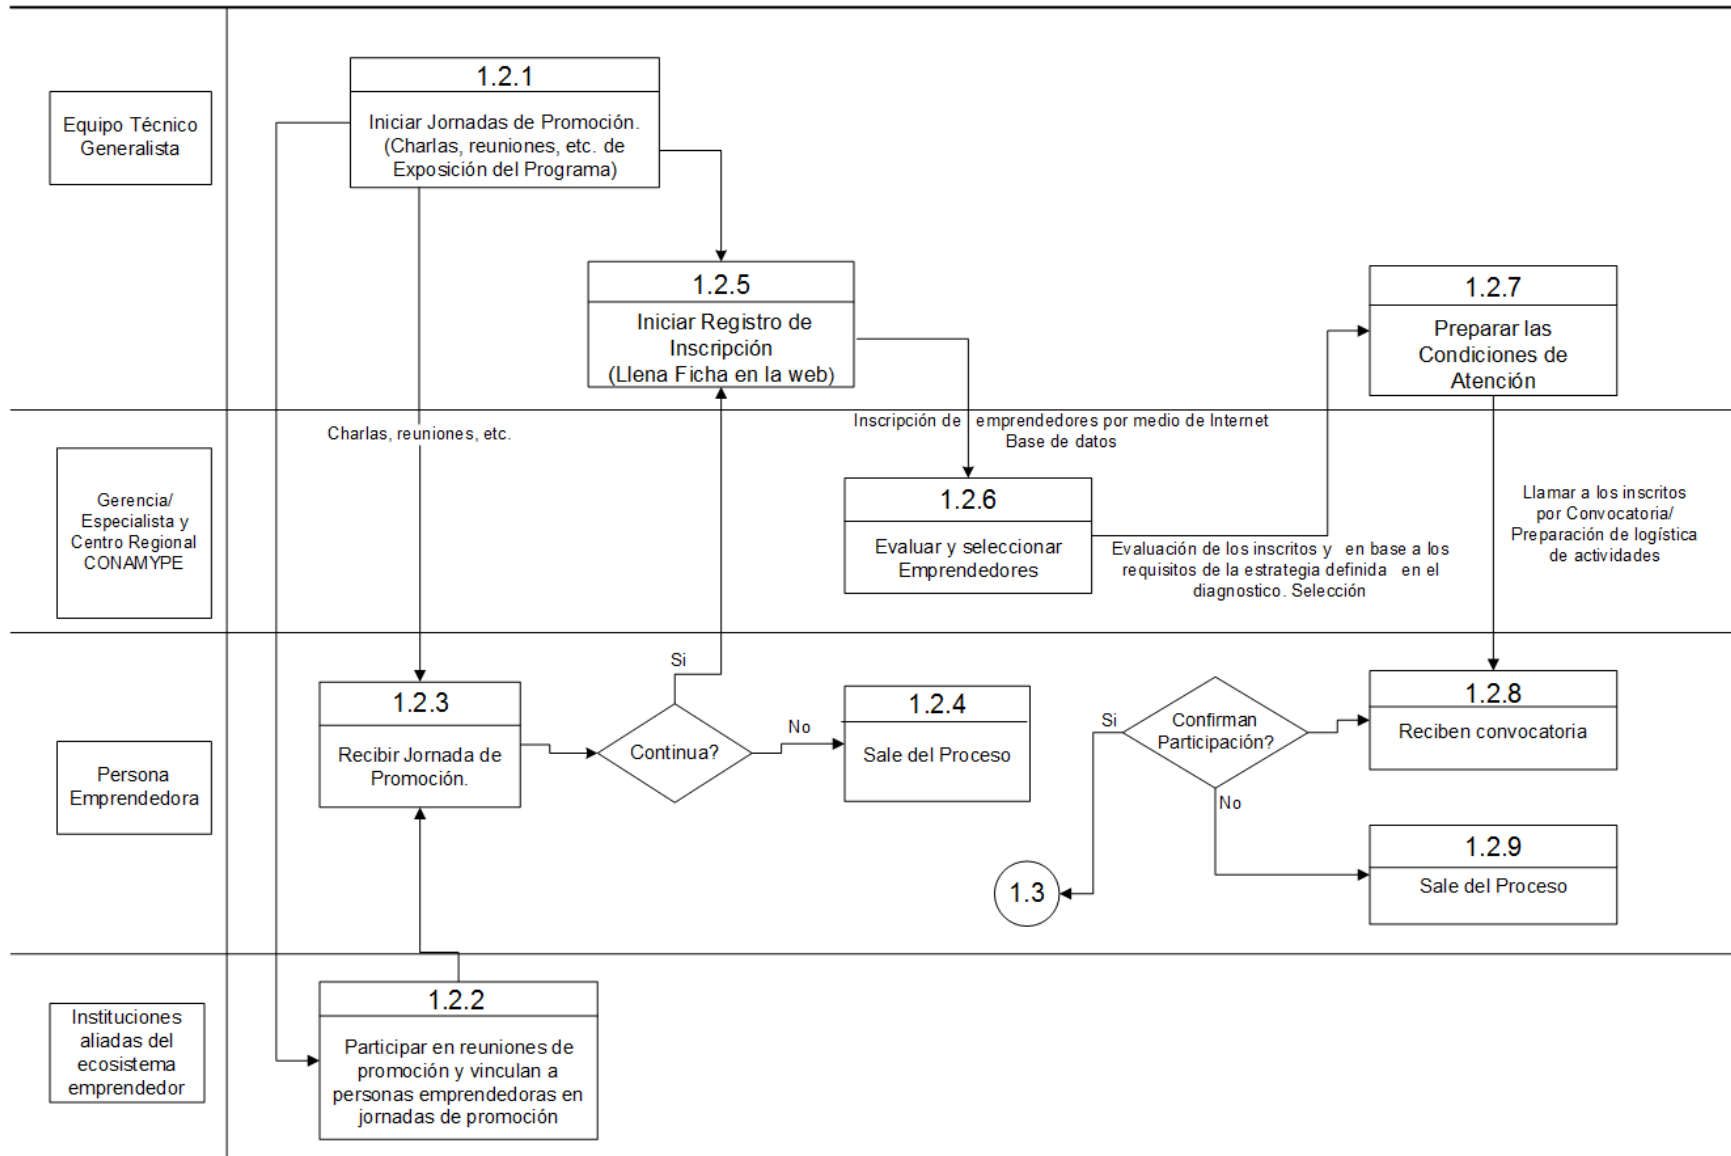 Equipo Técnico
Generalista
1.2.1
Iniciar Jornadas de Promoción.
(Charlas, reuniones, etc. de
Exposición del Programa)
1.2.5
Iniciar Registro de
Inscripción
(Llena Ficha en la web)
1.2.7
Preparar las
Condiciones de
Atención
Gerencia/
Especialista y
Centro Regional
CONAMYPE
Charlas, reuniones, etc.
Inscripción de emprendedores por medio de Internet
Base de datos
1.2.6
Evaluar y seleccionar
Emprendedores
Evaluación de los inscritos y en base a los
requisitos de la estrategia definida en el
diagnostico. Selección
Llamar a los inscritos
por Convocatoria/
Preparación de logística
de actividades
Persona
Emprendedora
1.2.3
Recibir Jornada de
Promoción.
Continua?
Si
No
1.2.4
Sale del Proceso
Confirman
Participación?
Si
No
1.2.8
Reciben convocatoria
1.3
1.2.9
Sale del Proceso
Instituciones
aliadas del
ecosistema
emprendedor
1.2.2
Participar en reuniones de
promoción y vinculan a
personas emprendedoras en
jornadas de promoción